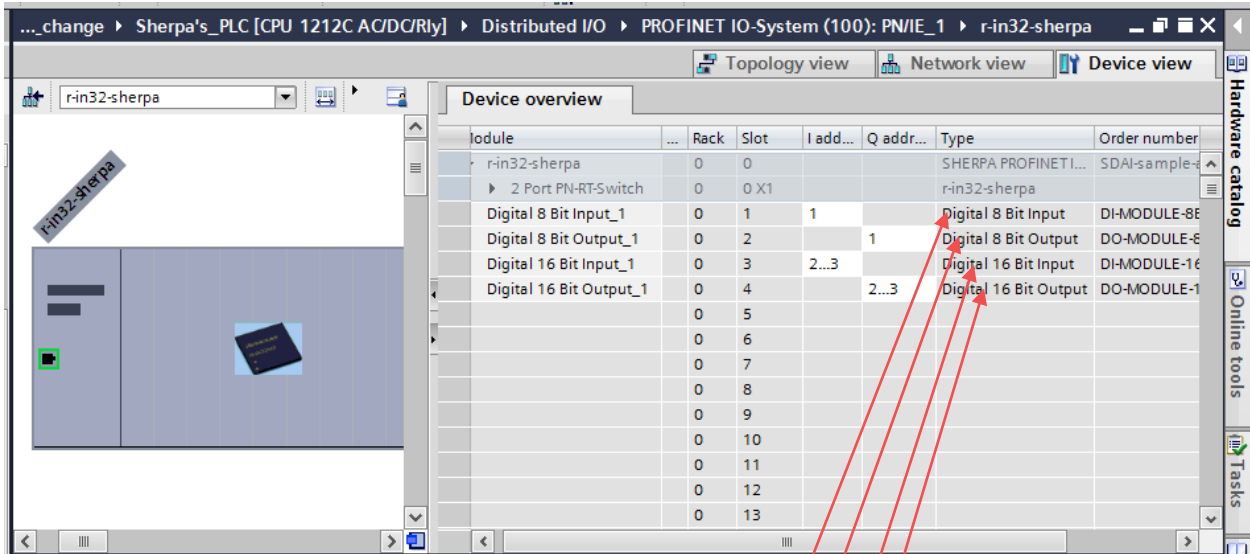 ..._change ▸ Sherpa's_PLC [CPU 1212C AC/DC/Rly] ▸ Distributed I/O ▸ PROFINET IO-System (100): PN/IE_1 ▸ r-in32-sherpa
Topology view Network view Device view
r-in32-sherpa
Device overview
Module ... Rack Slot I add... Q addr... Type Order number
r-in32-sherpa 0 0 SHERPA PROFINET I... SDAI-sample-a
2 Port PN-RT-Switch 0 0 X1 r-in32-sherpa
Digital 8 Bit Input_1 0 1 1 Digital 8 Bit Input DI-MODULE-8B
Digital 8 Bit Output_1 0 2 1 Digital 8 Bit Output DO-MODULE-8
Digital 16 Bit Input_1 0 3 2...3 Digital 16 Bit Input DI-MODULE-16
Digital 16 Bit Output_1 0 4 2...3 Digital 16 Bit Output DO-MODULE-1
0 5
0 6
0 7
0 8
0 9
0 10
0 11
0 12
0 13
r-in32-sherpa
Hardware catalog
Online tools
Tasks